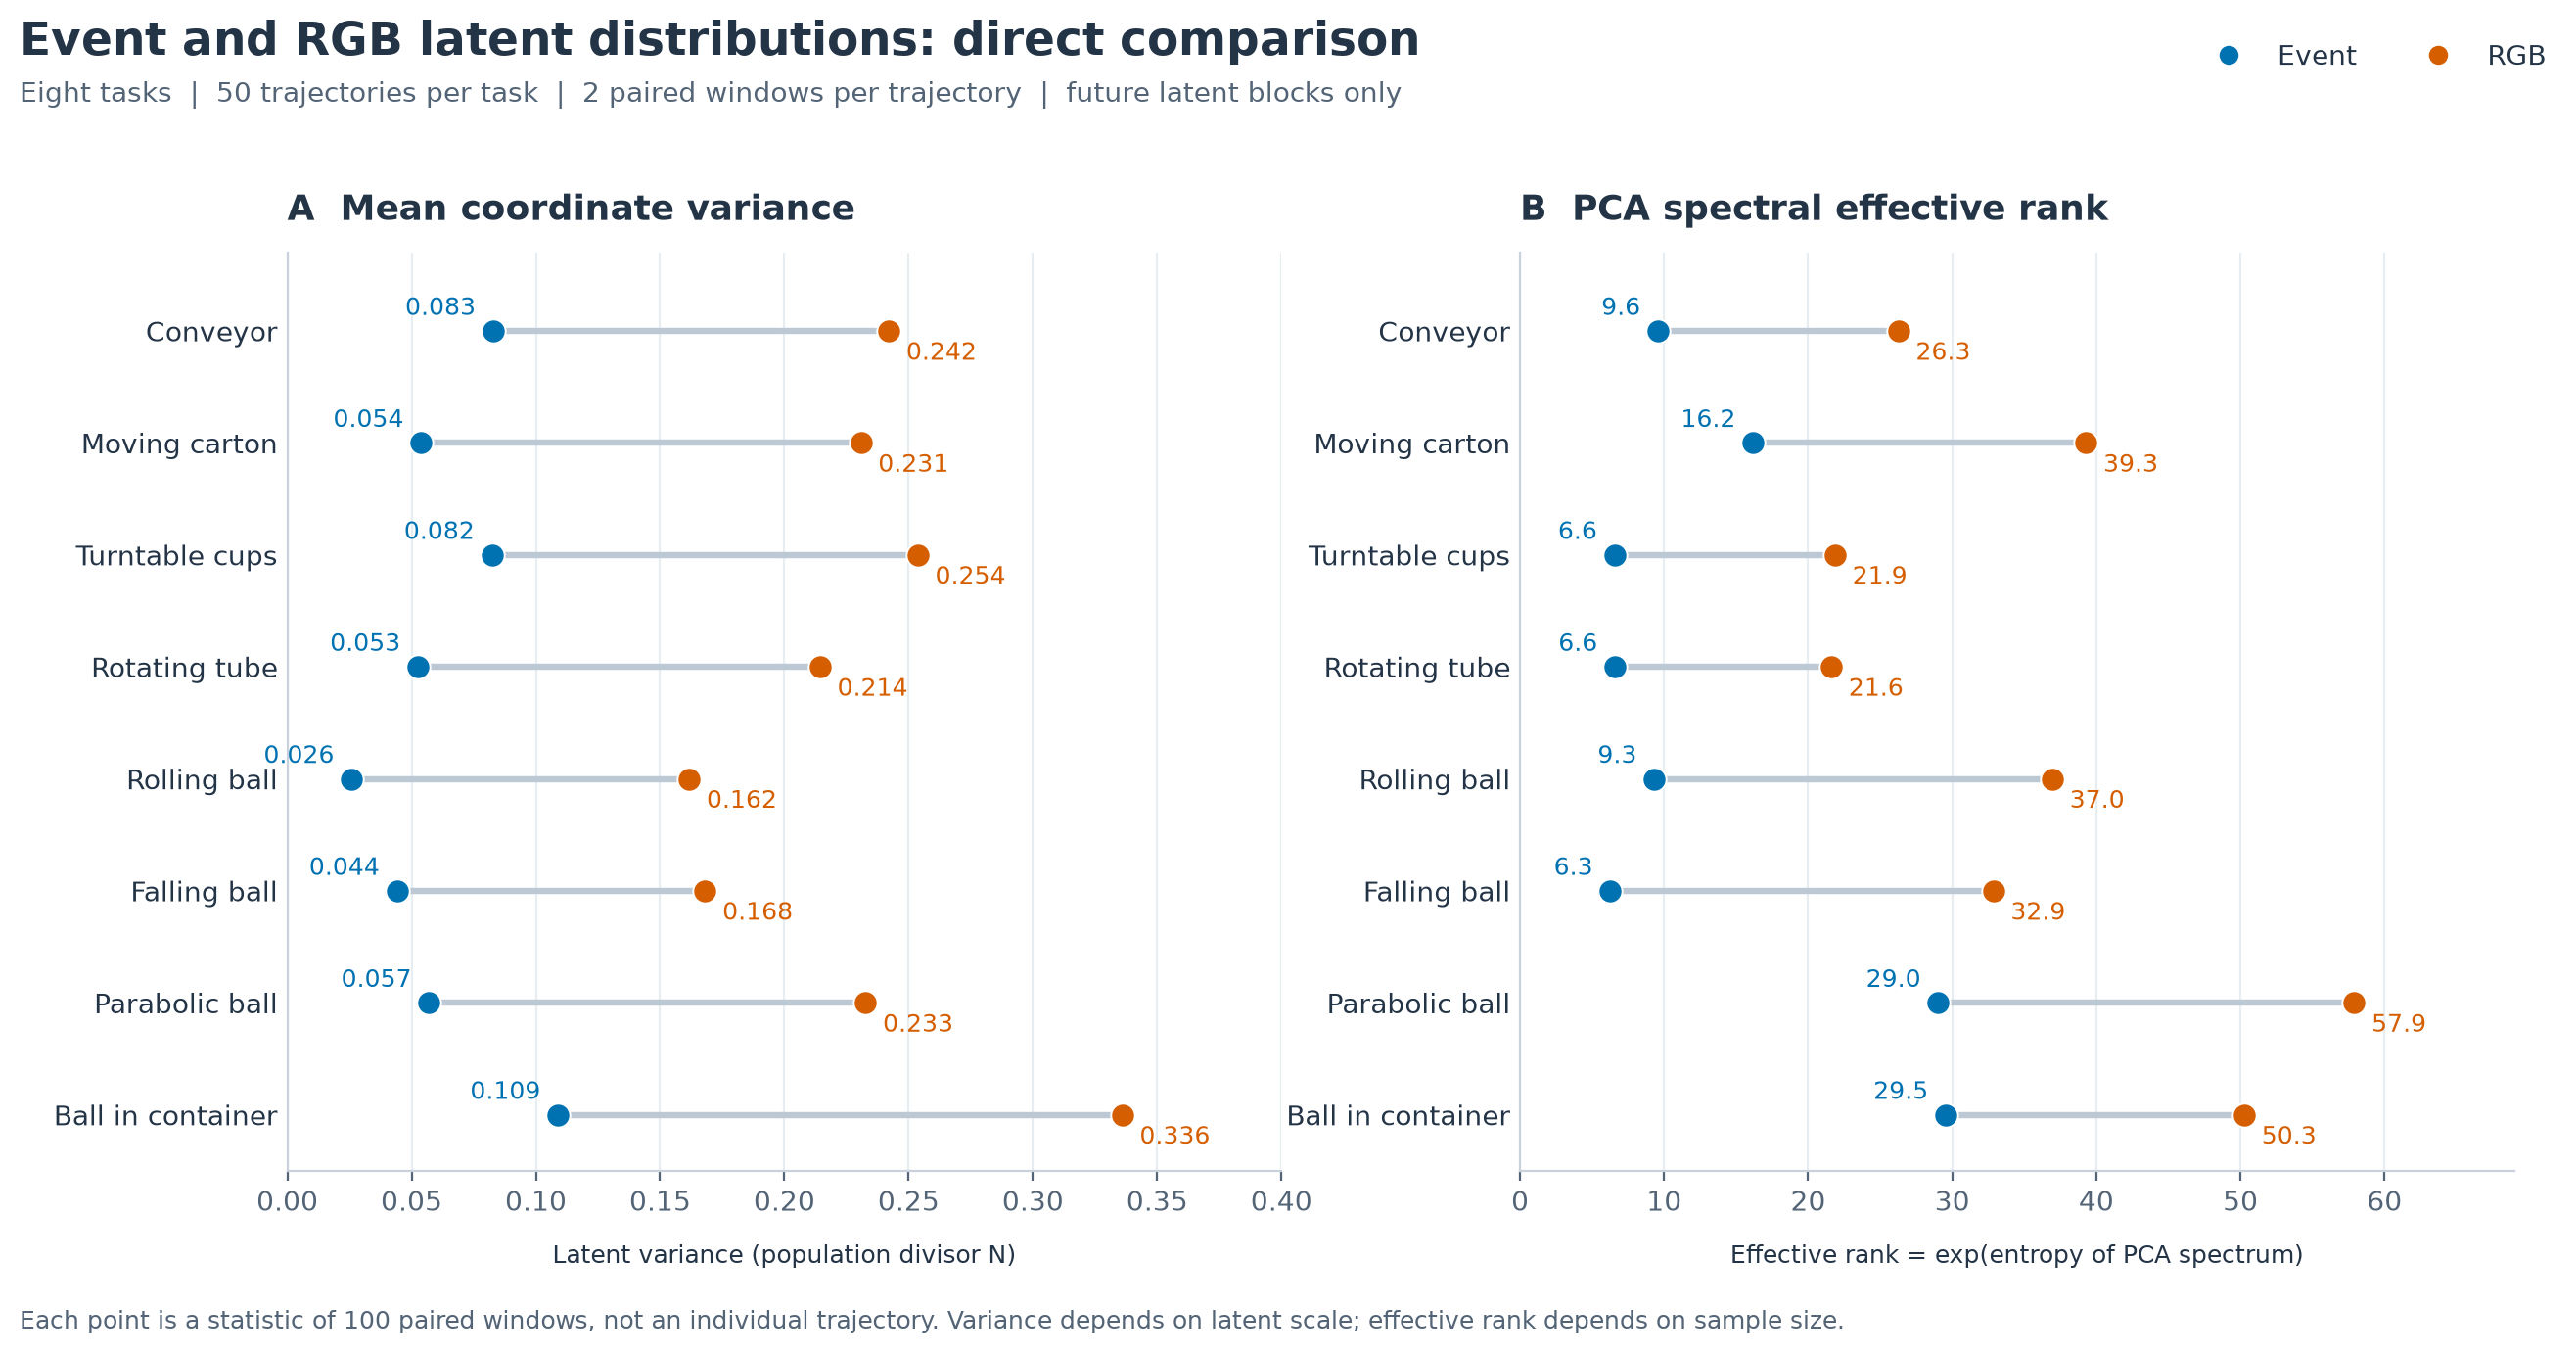 Event and RGB latent distributions: direct comparison
Event
RGB
Eight tasks | 50 trajectories per task | 2 paired windows per trajectory | future latent blocks only
A Mean coordinate variance
Conveyor
0.083
0.242
Moving carton
0.054
0.231
Turntable cups
0.082
0.254
Rotating tube
0.053
0.214
Rolling ball
0.026
0.162
Falling ball
0.044
0.168
Parabolic ball
0.057
0.233
Ball in container
0.109
0.336
0.00 0.05 0.10 0.15 0.20 0.25 0.30 0.35 0.40
Latent variance (population divisor N)
B PCA spectral effective rank
Conveyor
9.6
26.3
Moving carton
16.2
39.3
Turntable cups
6.6
21.9
Rotating tube
6.6
21.6
Rolling ball
9.3
37.0
Falling ball
6.3
32.9
Parabolic ball
29.0
57.9
Ball in container
29.5
50.3
0 10 20 30 40 50 60
Effective rank = exp(entropy of PCA spectrum)
Each point is a statistic of 100 paired windows, not an individual trajectory. Variance depends on latent scale; effective rank depends on sample size.